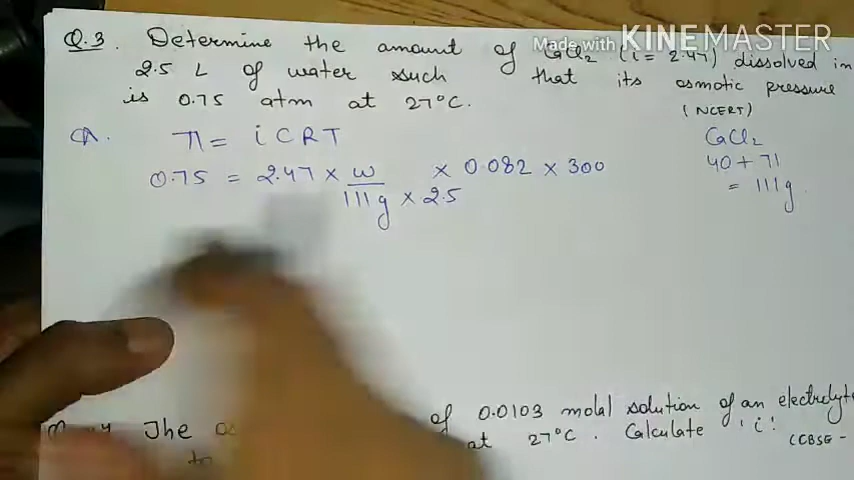 Q.3. Determine the amount of CaCl2 (i = 2.47) dissolved in
Made with KINEMASTER
2.5 L of water such that its osmotic pressure
is 0.75 atm at 27°C.
(NCERT)
A. π = iCRT
CaCl2
40 + 71
= 111g
0.75 = 2.47 × w × 0.082 × 300
111g × 2.5
The of 0.0103 molal solution of an electrolyte
at 27°C. Calculate 'i'.
(CBSE -
to